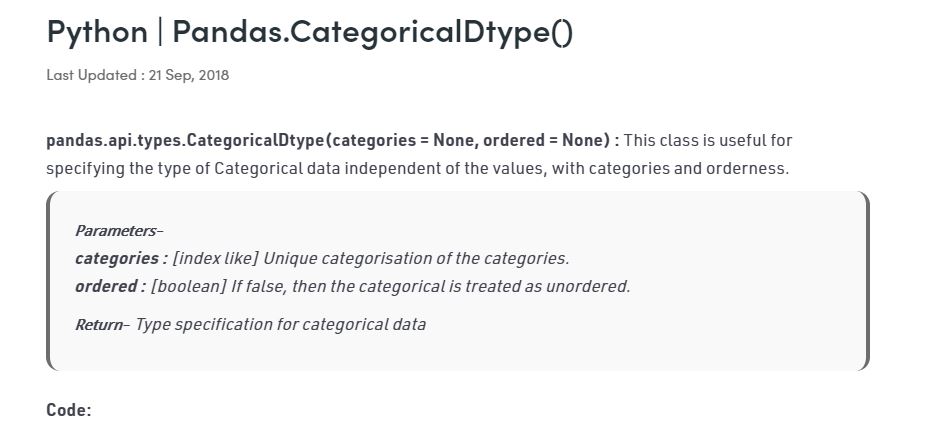 Python | Pandas.CategoricalDtype()
Last Updated : 21 Sep, 2018
pandas.api.types.CategoricalDtype(categories = None, ordered = None) : This class is useful for
specifying the type of Categorical data independent of the values, with categories and orderness.
Parameters-
categories : [index like] Unique categorisation of the categories.
ordered : [boolean] If false, then the categorical is treated as unordered.
Return- Type specification for categorical data
Code: